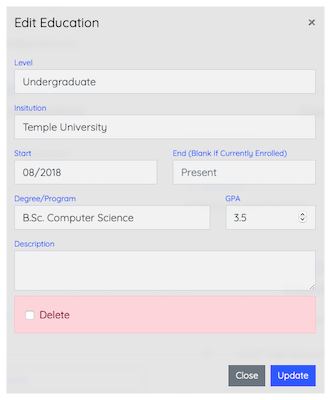 Edit Education ×
Level
Undergraduate
Insitution
Temple University
Start End (Blank If Currently Enrolled)
08/2018 Present
Degree/Program GPA
B.Sc. Computer Science 3.5
Description
Delete
Close Update